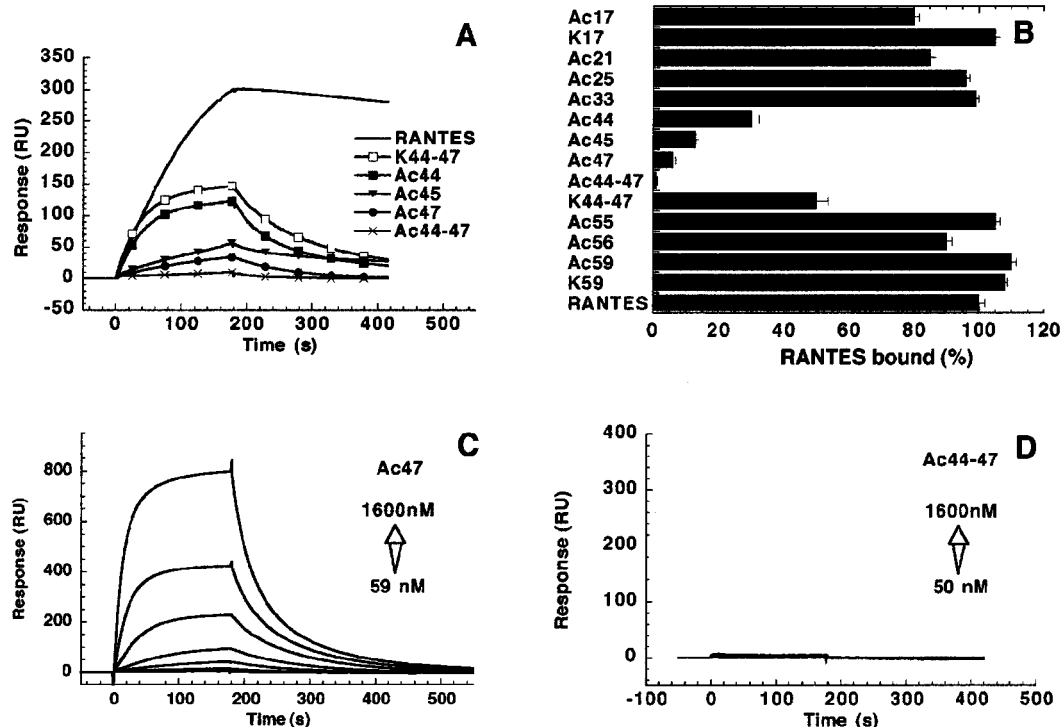 A
350
300
250
200
150
100
50
0
-50
Response (RU)
0 100 200 300 400 500
Time (s)
RANTES
K44-47
Ac44
Ac45
Ac47
Ac44-47
B
Ac17
K17
Ac21
Ac25
Ac33
Ac44
Ac45
Ac47
Ac44-47
K44-47
Ac55
Ac56
Ac59
K59
RANTES
0 20 40 60 80 100 120
RANTES bound (%)
C
Ac47
1600nM
59 nM
800
600
400
200
0
Response (RU)
0 100 200 300 400 500
Time (s)
D
Ac44-47
1600nM
50 nM
400
300
200
100
0
Response (RU)
-100 0 100 200 300 400 500
Time (s)